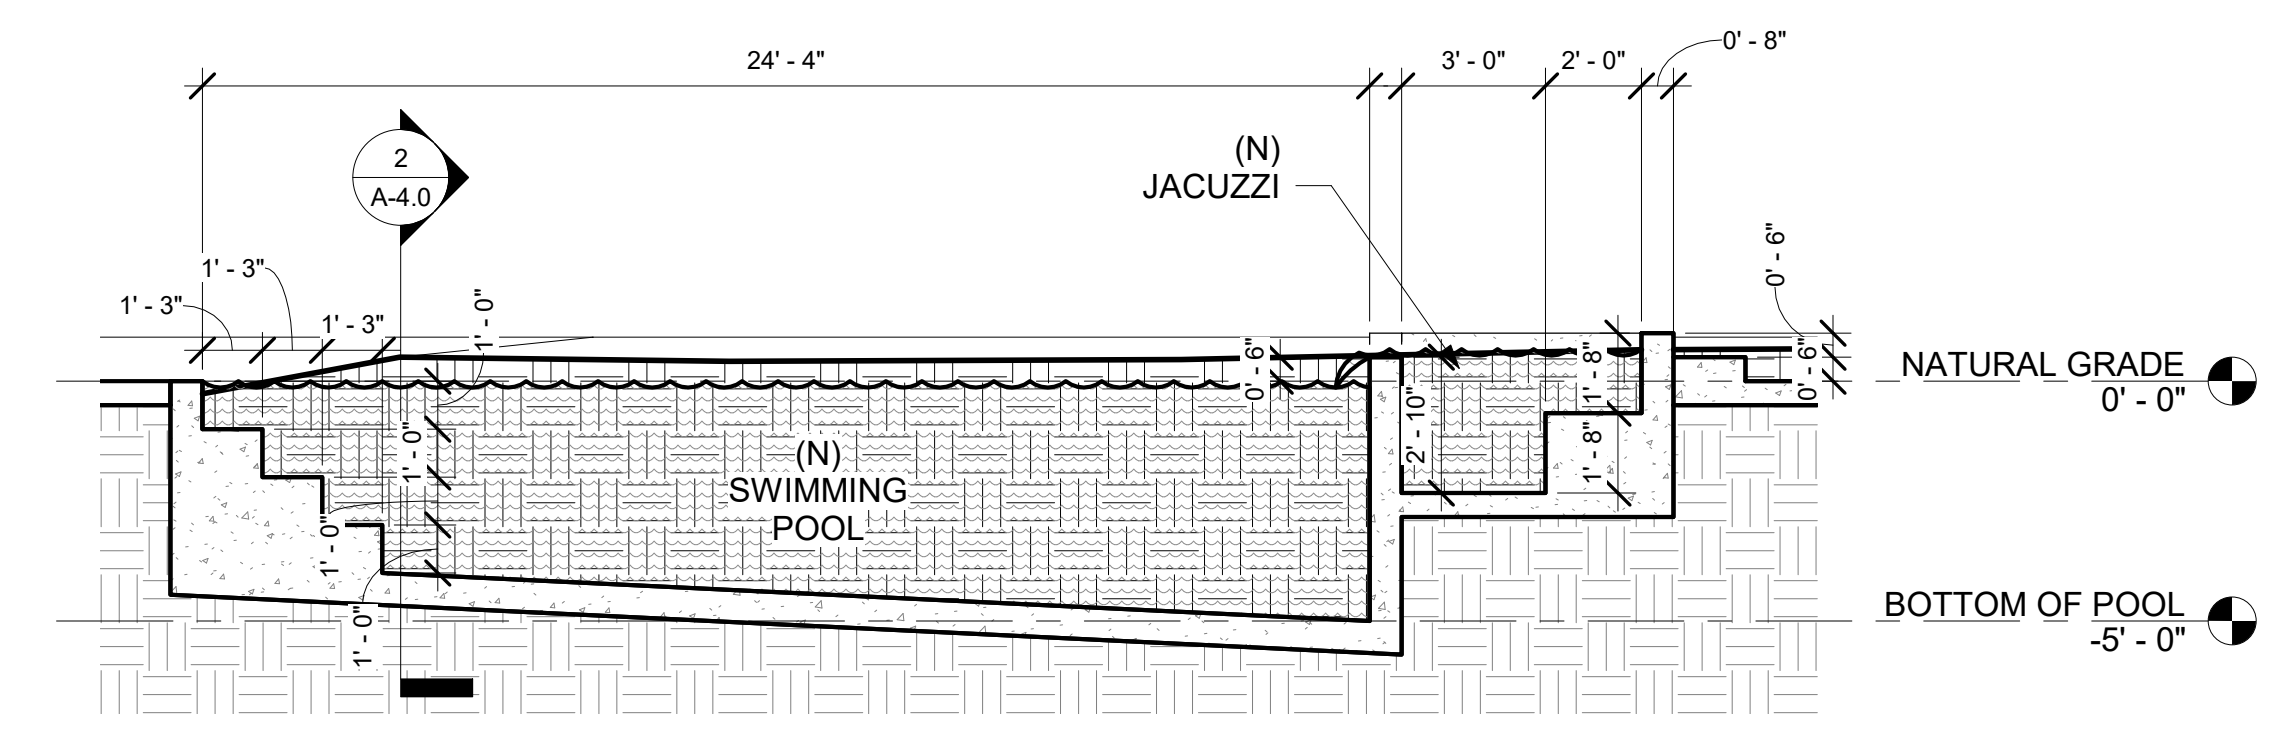 24' - 4"
3' - 0"
2' - 0"
0' - 8"
2
A-4.0
(N)
JACUZZI
1' - 3"
1' - 3"
1' - 3"
1' - 0"
0' - 6"
0' - 6"
0' - 6"
1' - 8"
2' - 10"
1' - 8"
1' - 0"
1' - 0"
1' - 0"
(N)
SWIMMING
POOL
NATURAL GRADE
0' - 0"
BOTTOM OF POOL
-5' - 0"